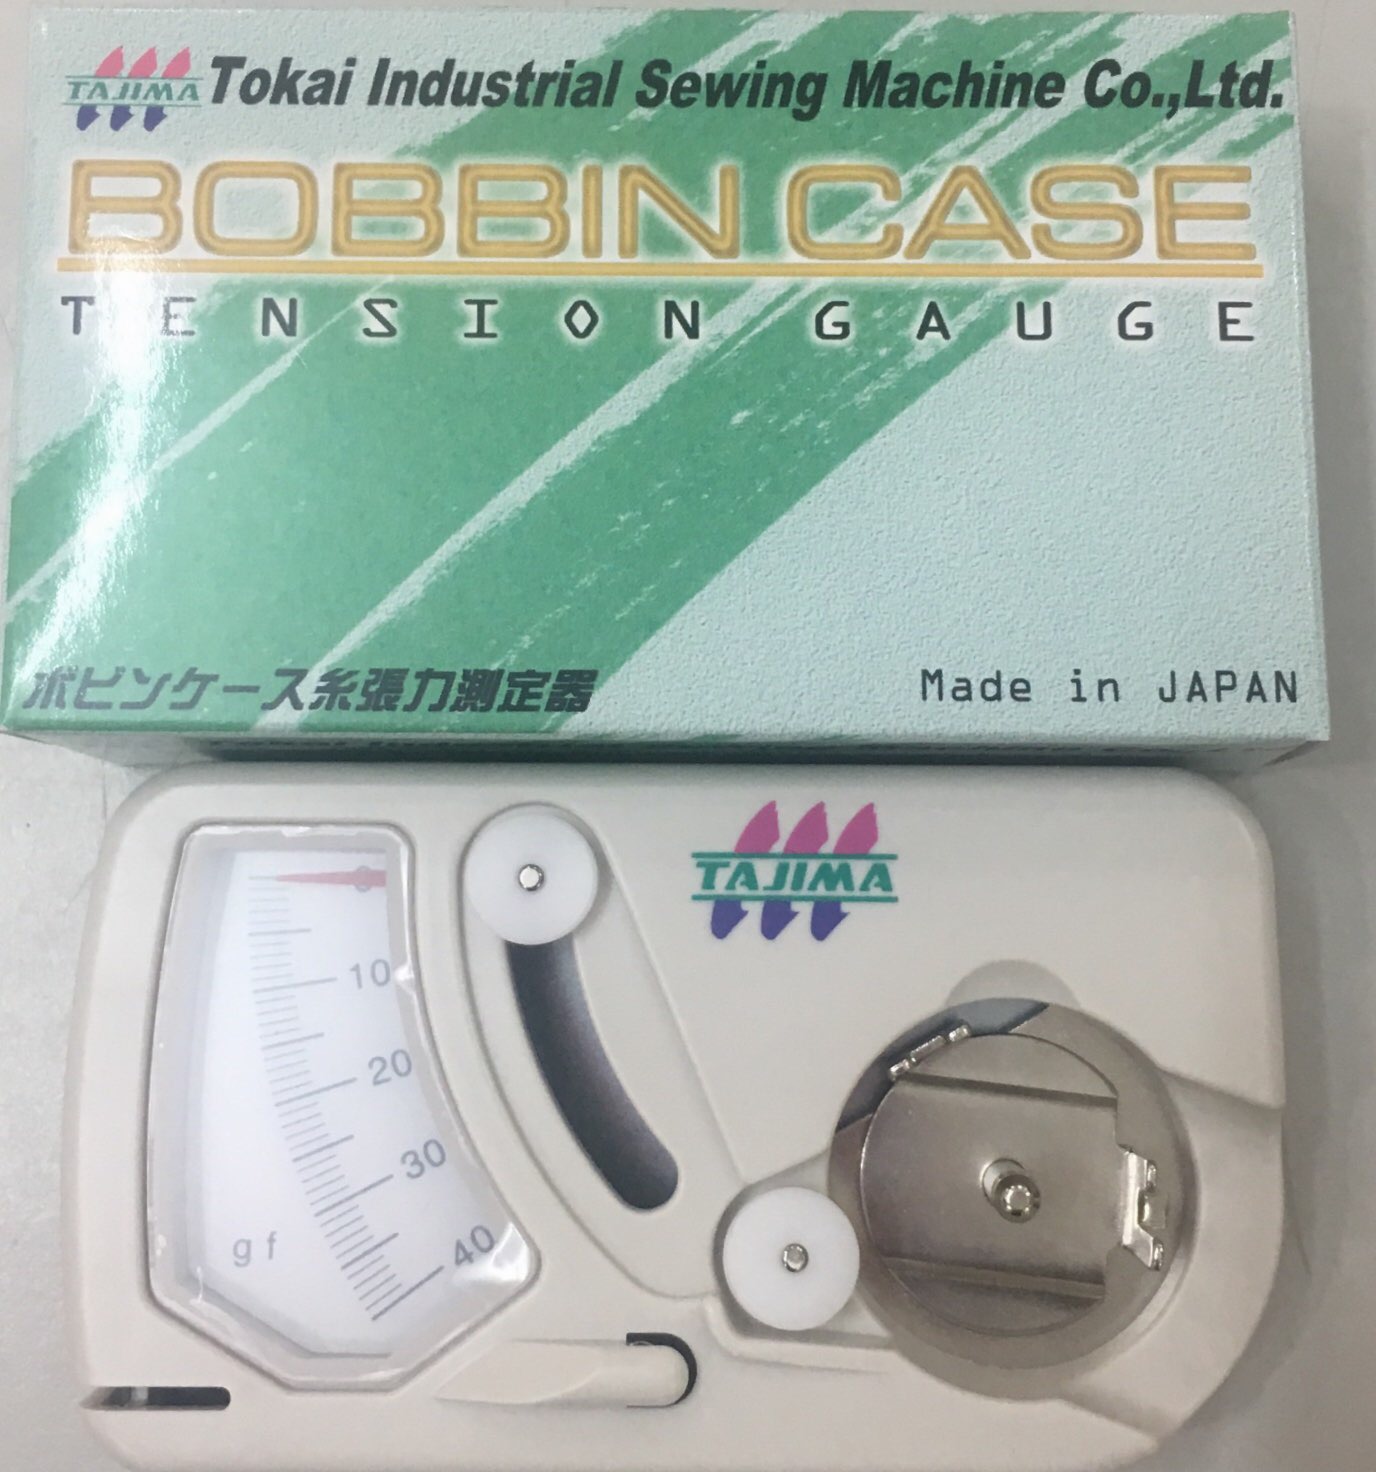 TAJIMA Tokai Industrial Sewing Machine Co.,Ltd.
BOBBIN CASE
TENSION GAUGE
ボビンケース糸張力測定器
Made in JAPAN
TAJIMA
0
10
20
30
40
gf